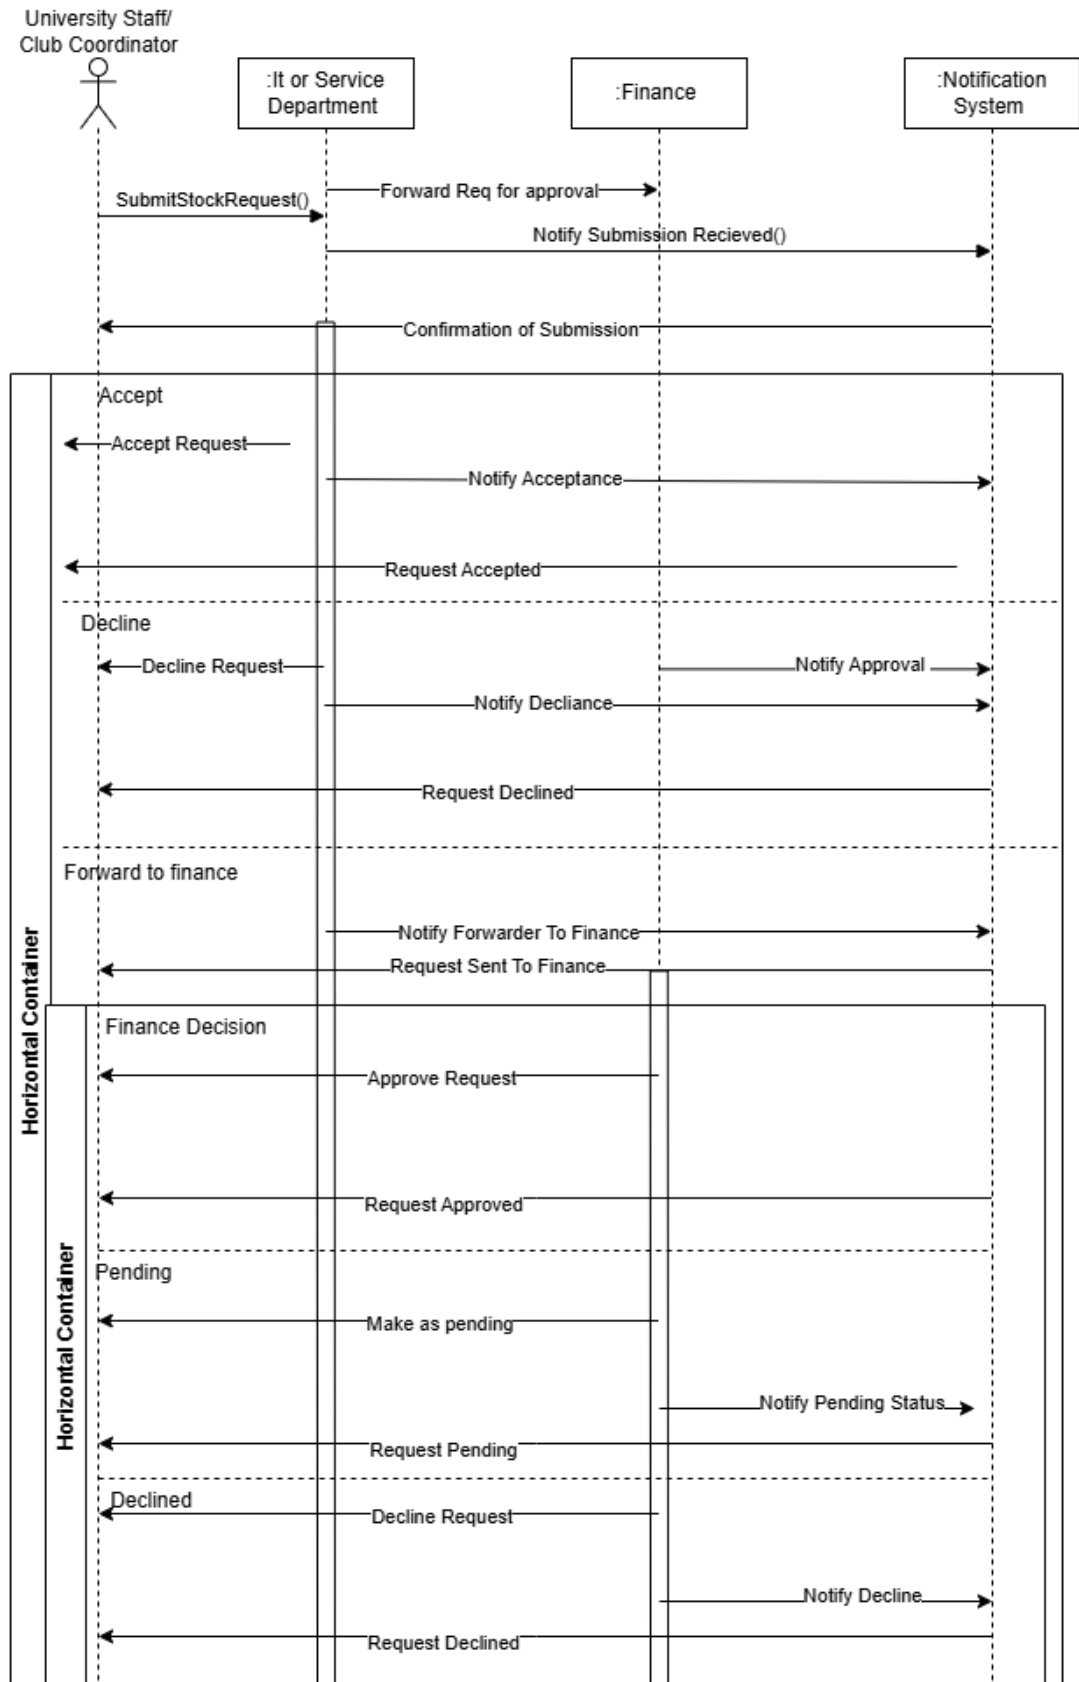 University Staff/
Club Coordinator
:It or Service
Department
:Finance
:Notification
System
Forward Req for approval
SubmitStockRequest()
Notify Submission Recieved()
Confirmation of Submission
Accept
Accept Request
Notify Acceptance
Request Accepted
Decline
Decline Request
Notify Approval
Notify Decliance
Request Declined
Forward to finance
Notify Forwarder To Finance
Request Sent To Finance
Horizontal Container
Finance Decision
Approve Request
Request Approved
Horizontal Container
Pending
Make as pending
Notify Pending Status
Request Pending
Declined
Decline Request
Notify Decline
Request Declined